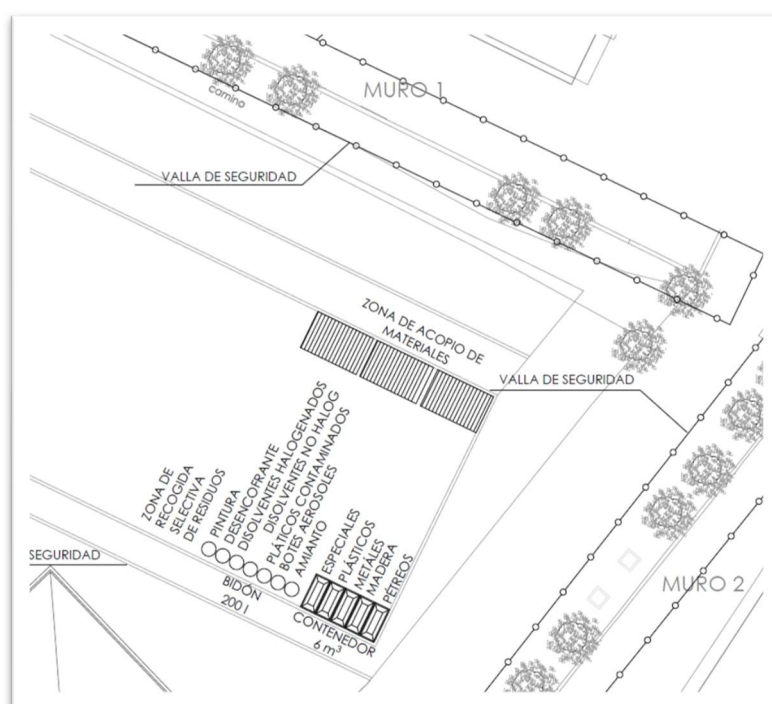 MURO 1
camino
VALLA DE SEGURIDAD
ZONA DE ACOPIO DE
MATERIALES
VALLA DE SEGURIDAD
ZONA DE
RECOGIDA
SELECTIVA
DE RESIDUOS
PINTURA
DESENCOFRANTE
DISOLVENTES HALOGENADOS
DISOLVENTES NO HALOG
PLÁTICOS CONTAMINADOS
BOTES AEROSOLES
AMIANTO
ESPECIALES
PLÁSTICOS
METÁLES
MADERA
PÉTREOS
SEGURIDAD
BIDÓN
200 l
CONTENEDOR
6 m³
MURO 2